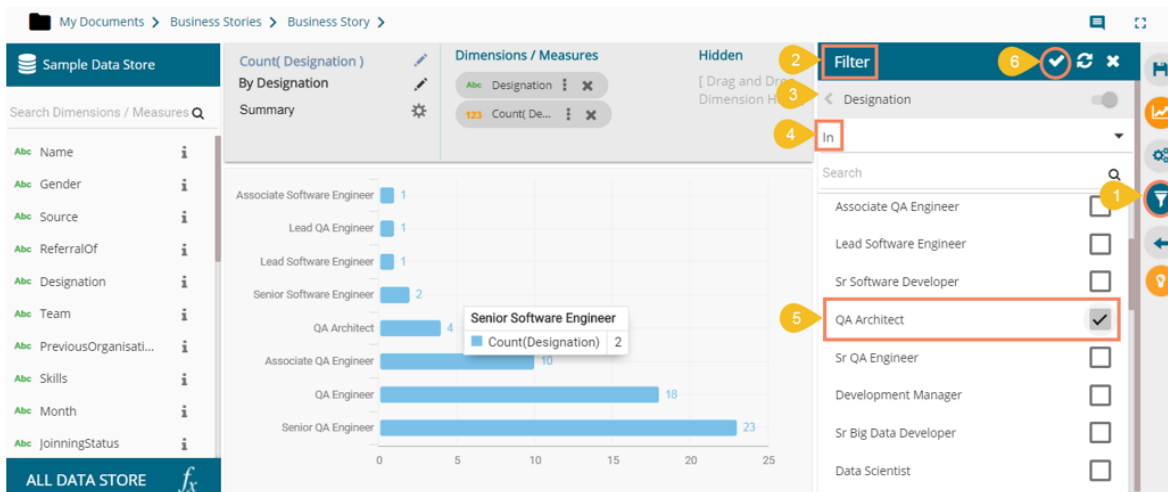 My Documents > Business Stories > Business Story >
Sample Data Store
Search Dimensions / Measures
Abc Name i
Abc Gender i
Abc Source i
Abc ReferralOf i
Abc Designation i
Abc Team i
Abc PreviousOrganisati... i
Abc Skills i
Abc Month i
Abc JoinningStatus i
ALL DATA STORE fx
Count( Designation )
By Designation
Summary
Dimensions / Measures
Abc Designation
123 Count( De...
Hidden
[ Drag and Drop
Dimension
Associate Software Engineer 1
Lead QA Engineer 1
Lead Software Engineer 1
Senior Software Engineer 2
QA Architect 4
Associate QA Engineer 10
QA Engineer 18
Senior QA Engineer 23
0 5 10 15 20 25
Senior Software Engineer
Count(Designation) 2
2 Filter 6
3 Designation
4 In
Search
1
Associate QA Engineer
Lead Software Engineer
Sr Software Developer
5 QA Architect
Sr QA Engineer
Development Manager
Sr Big Data Developer
Data Scientist